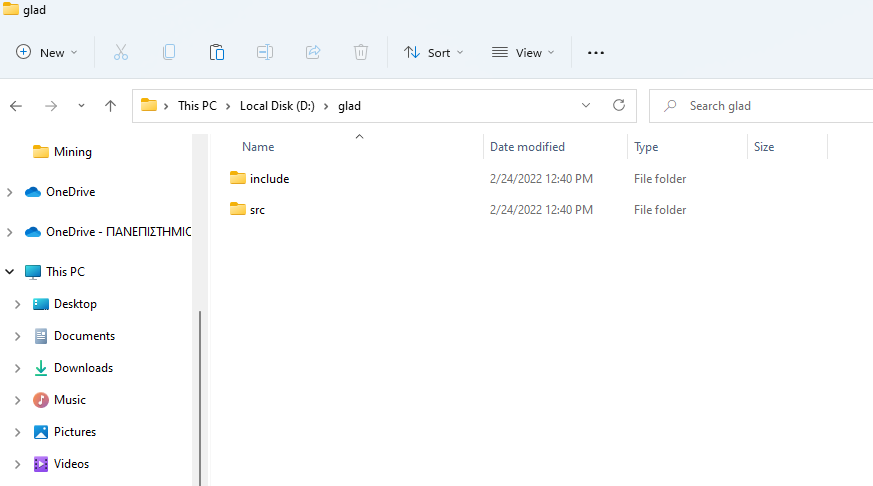 glad
New Sort View
This PC Local Disk (D:) glad Search glad
Name Date modified Type Size
Mining
include 2/24/2022 12:40 PM File folder
OneDrive
src 2/24/2022 12:40 PM File folder
OneDrive - ΠΑΝΕΠΙΣΤΗΜΙΟ
This PC
Desktop
Documents
Downloads
Music
Pictures
Videos